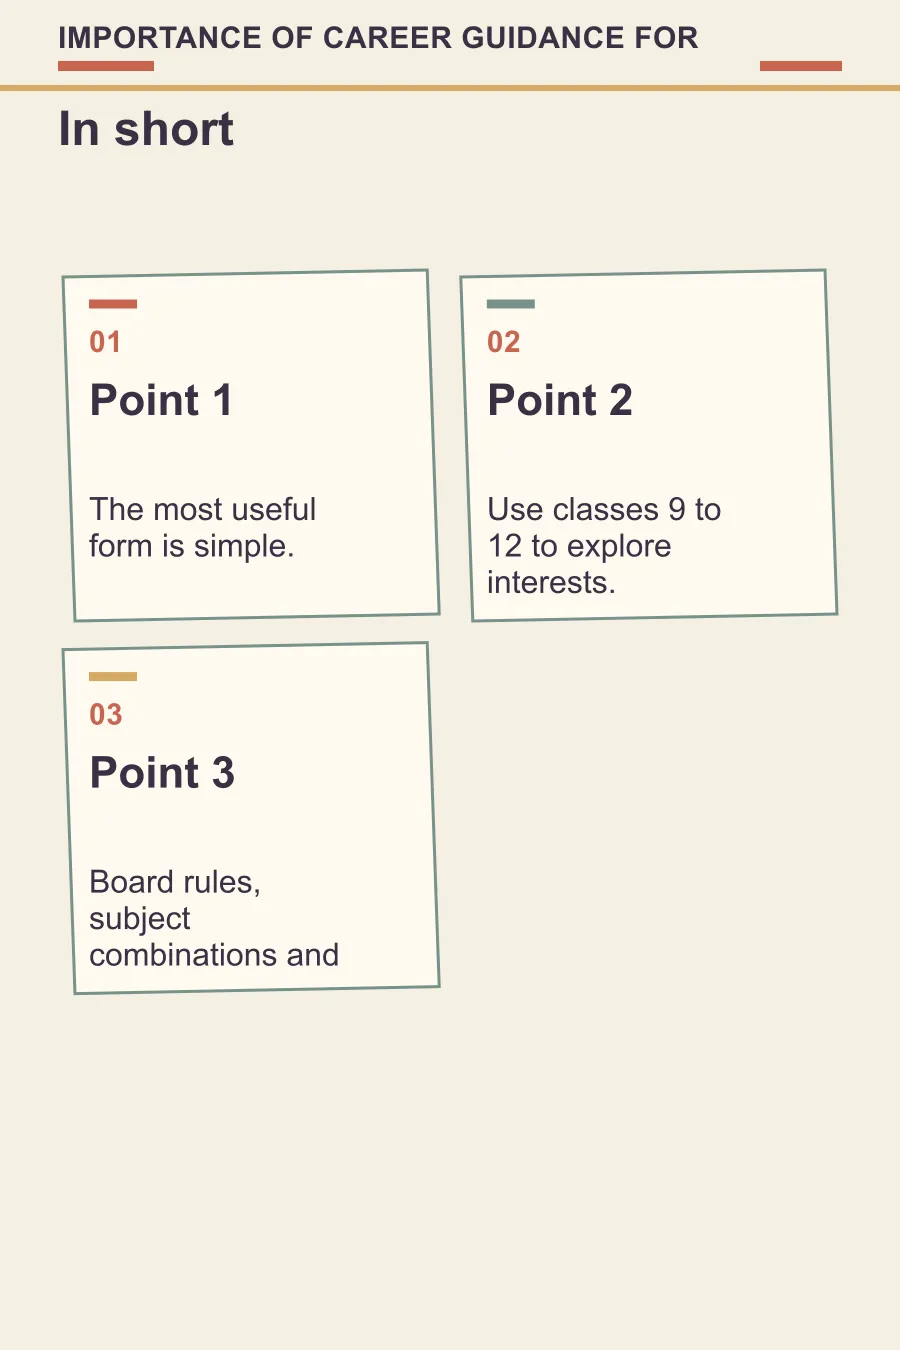 IMPORTANCE OF CAREER GUIDANCE FOR
In short
01
Point 1
The most useful
form is simple.
02
Point 2
Use classes 9 to
12 to explore
interests.
03
Point 3
Board rules,
subject
combinations and